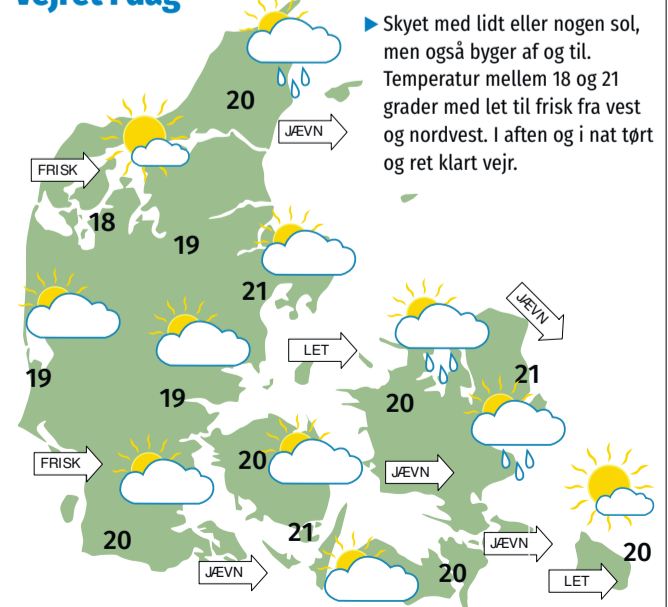 Vejret i dag
▶ Skyet med lidt eller nogen sol,
men også byger af og til.
Temperatur mellem 18 og 21
grader med let til frisk fra vest
og nordvest. I aften og i nat tørt
og ret klart vejr.
20
JÆVN
FRISK
18
19
21
JÆVN
LET
19
19
20
21
FRISK
20
JÆVN
20
21
JÆVN
20
JÆVN
20
LET